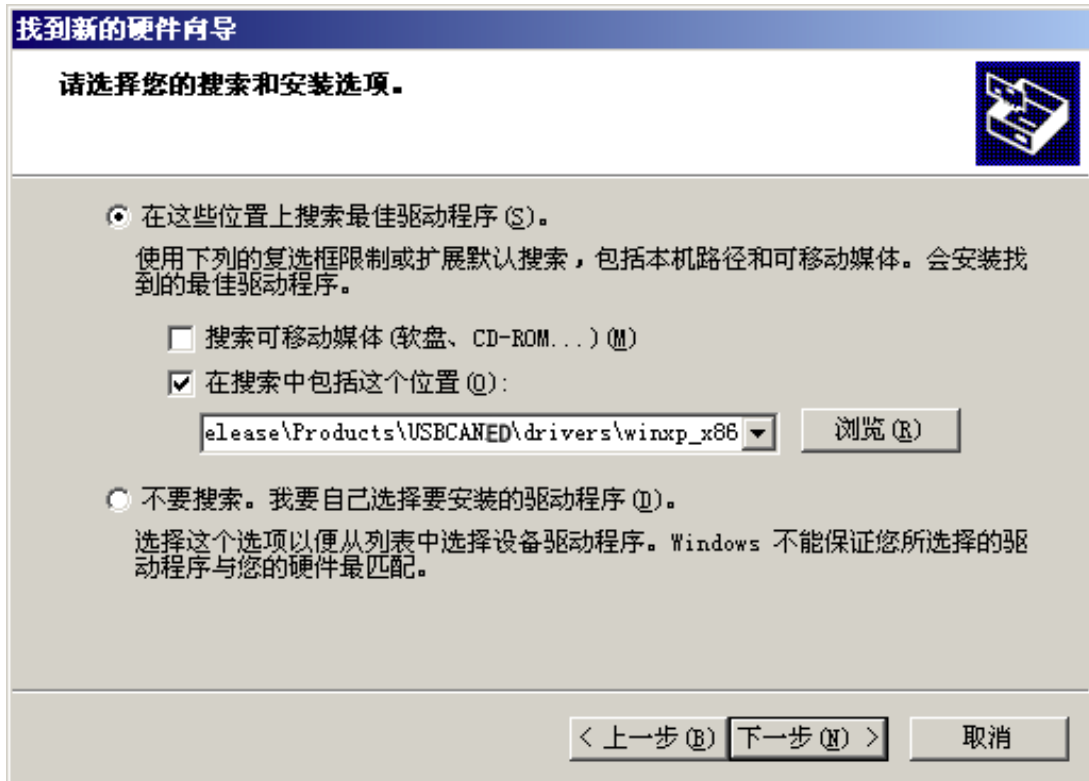 找到新的硬件向导
请选择您的搜索和安装选项。
在这些位置上搜索最佳驱动程序(S)。
使用下列的复选框限制或扩展默认搜索，包括本机路径和可移动媒体。会安装找
到的最佳驱动程序。
搜索可移动媒体(软盘、CD-ROM...)(M)
在搜索中包括这个位置(O):
elease\Products\USBCANED\drivers\winxp_x86
浏览(R)
不要搜索。我要自己选择要安装的驱动程序(D)。
选择这个选项以便从列表中选择设备驱动程序。Windows 不能保证您所选择的驱
动程序与您的硬件最匹配。
< 上一步(B) 下一步(N) > 取消